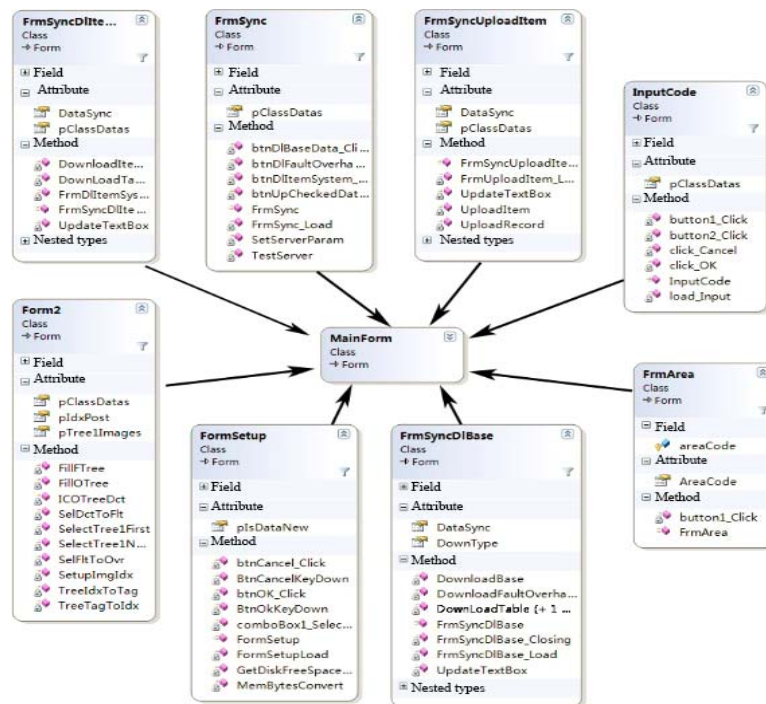 FrmSyncDlIte...
Class
Form
Field
Attribute
DataSync
pClassDatas
Method
DownloadIte...
DownLoadTa...
FrmDlItemSys...
FrmSyncDlIte...
UpdateTextBox
Nested types
FrmSync
Class
Form
Field
Attribute
pClassDatas
Method
btnDlBaseData_Cli...
btnDlFaultOverha...
btnDlItemSystem_...
btnUpCheckedDat...
FrmSync
FrmSync_Load
SetServerParam
TestServer
FrmSyncUploadItem
Class
Form
Field
Attribute
DataSync
pClassDatas
Method
FrmSyncUploadIte...
FrmUploadItem_L...
UpdateTextBox
UploadItem
UploadRecord
Nested types
InputCode
Class
Form
Field
Attribute
pClassDatas
Method
button1_Click
button2_Click
click_Cancel
click_OK
InputCode
load_Input
Form2
Class
Form
Field
Attribute
pClassDatas
pIdxPost
pTree1Images
Method
FillFTree
FillOTree
ICOTreeDct
SelDctToFlt
SelectTree1First
SelectTree1N...
SelFltToOvr
SetupImgIdx
TreeIdxToTag
TreeTagToIdx
MainForm
Class
Form
FormSetup
Class
Form
Field
Attribute
pIsDataNew
Method
btnCancel_Click
BtnCancelKeyDown
btnOK_Click
BtnOkKeyDown
comboBox1_Selec...
FormSetup
FormSetupLoad
GetDiskFreeSpace...
MemBytesConvert
FrmSyncDlBase
Class
Form
Field
Attribute
DataSync
DownType
Method
DownloadBase
DownloadFaultOverha...
DownLoadTable (+ 1 ...
FrmSyncDlBase
FrmSyncDlBase_Closing
FrmSyncDlBase_Load
UpdateTextBox
Nested types
FrmArea
Class
Form
Field
areaCode
Attribute
AreaCode
Method
button1_Click
FrmArea